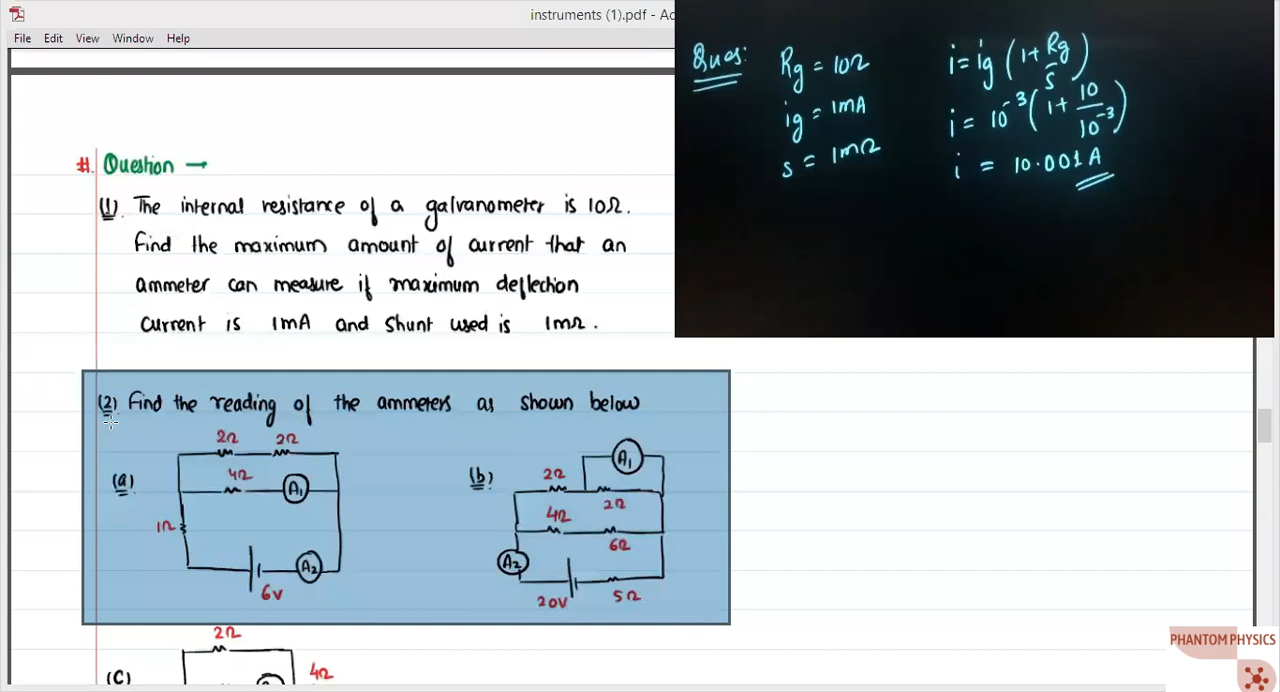 instruments (1).pdf - Ad
File Edit View Window Help
#. Question →
(1). The internal resistance of a galvanometer is 10Ω.
Find the maximum amount of current that an
ammeter can measure if maximum deflection
current is 1mA and shunt used is 1mΩ.
(2) Find the reading of the ammeters as shown below
(a)
2Ω 2Ω
4Ω A1
1Ω
A2
6V
(b)
A1
2Ω 2Ω
4Ω 6Ω
A2
20V 5Ω
(C)
2Ω
4Ω
Ques:
Rg = 10Ω
ig = 1mA
s = 1mΩ
i = ig (1+ Rg/s)
i = 10⁻³ (1+ 10/10⁻³)
i = 10.001 A
PHANTOM PHYSICS